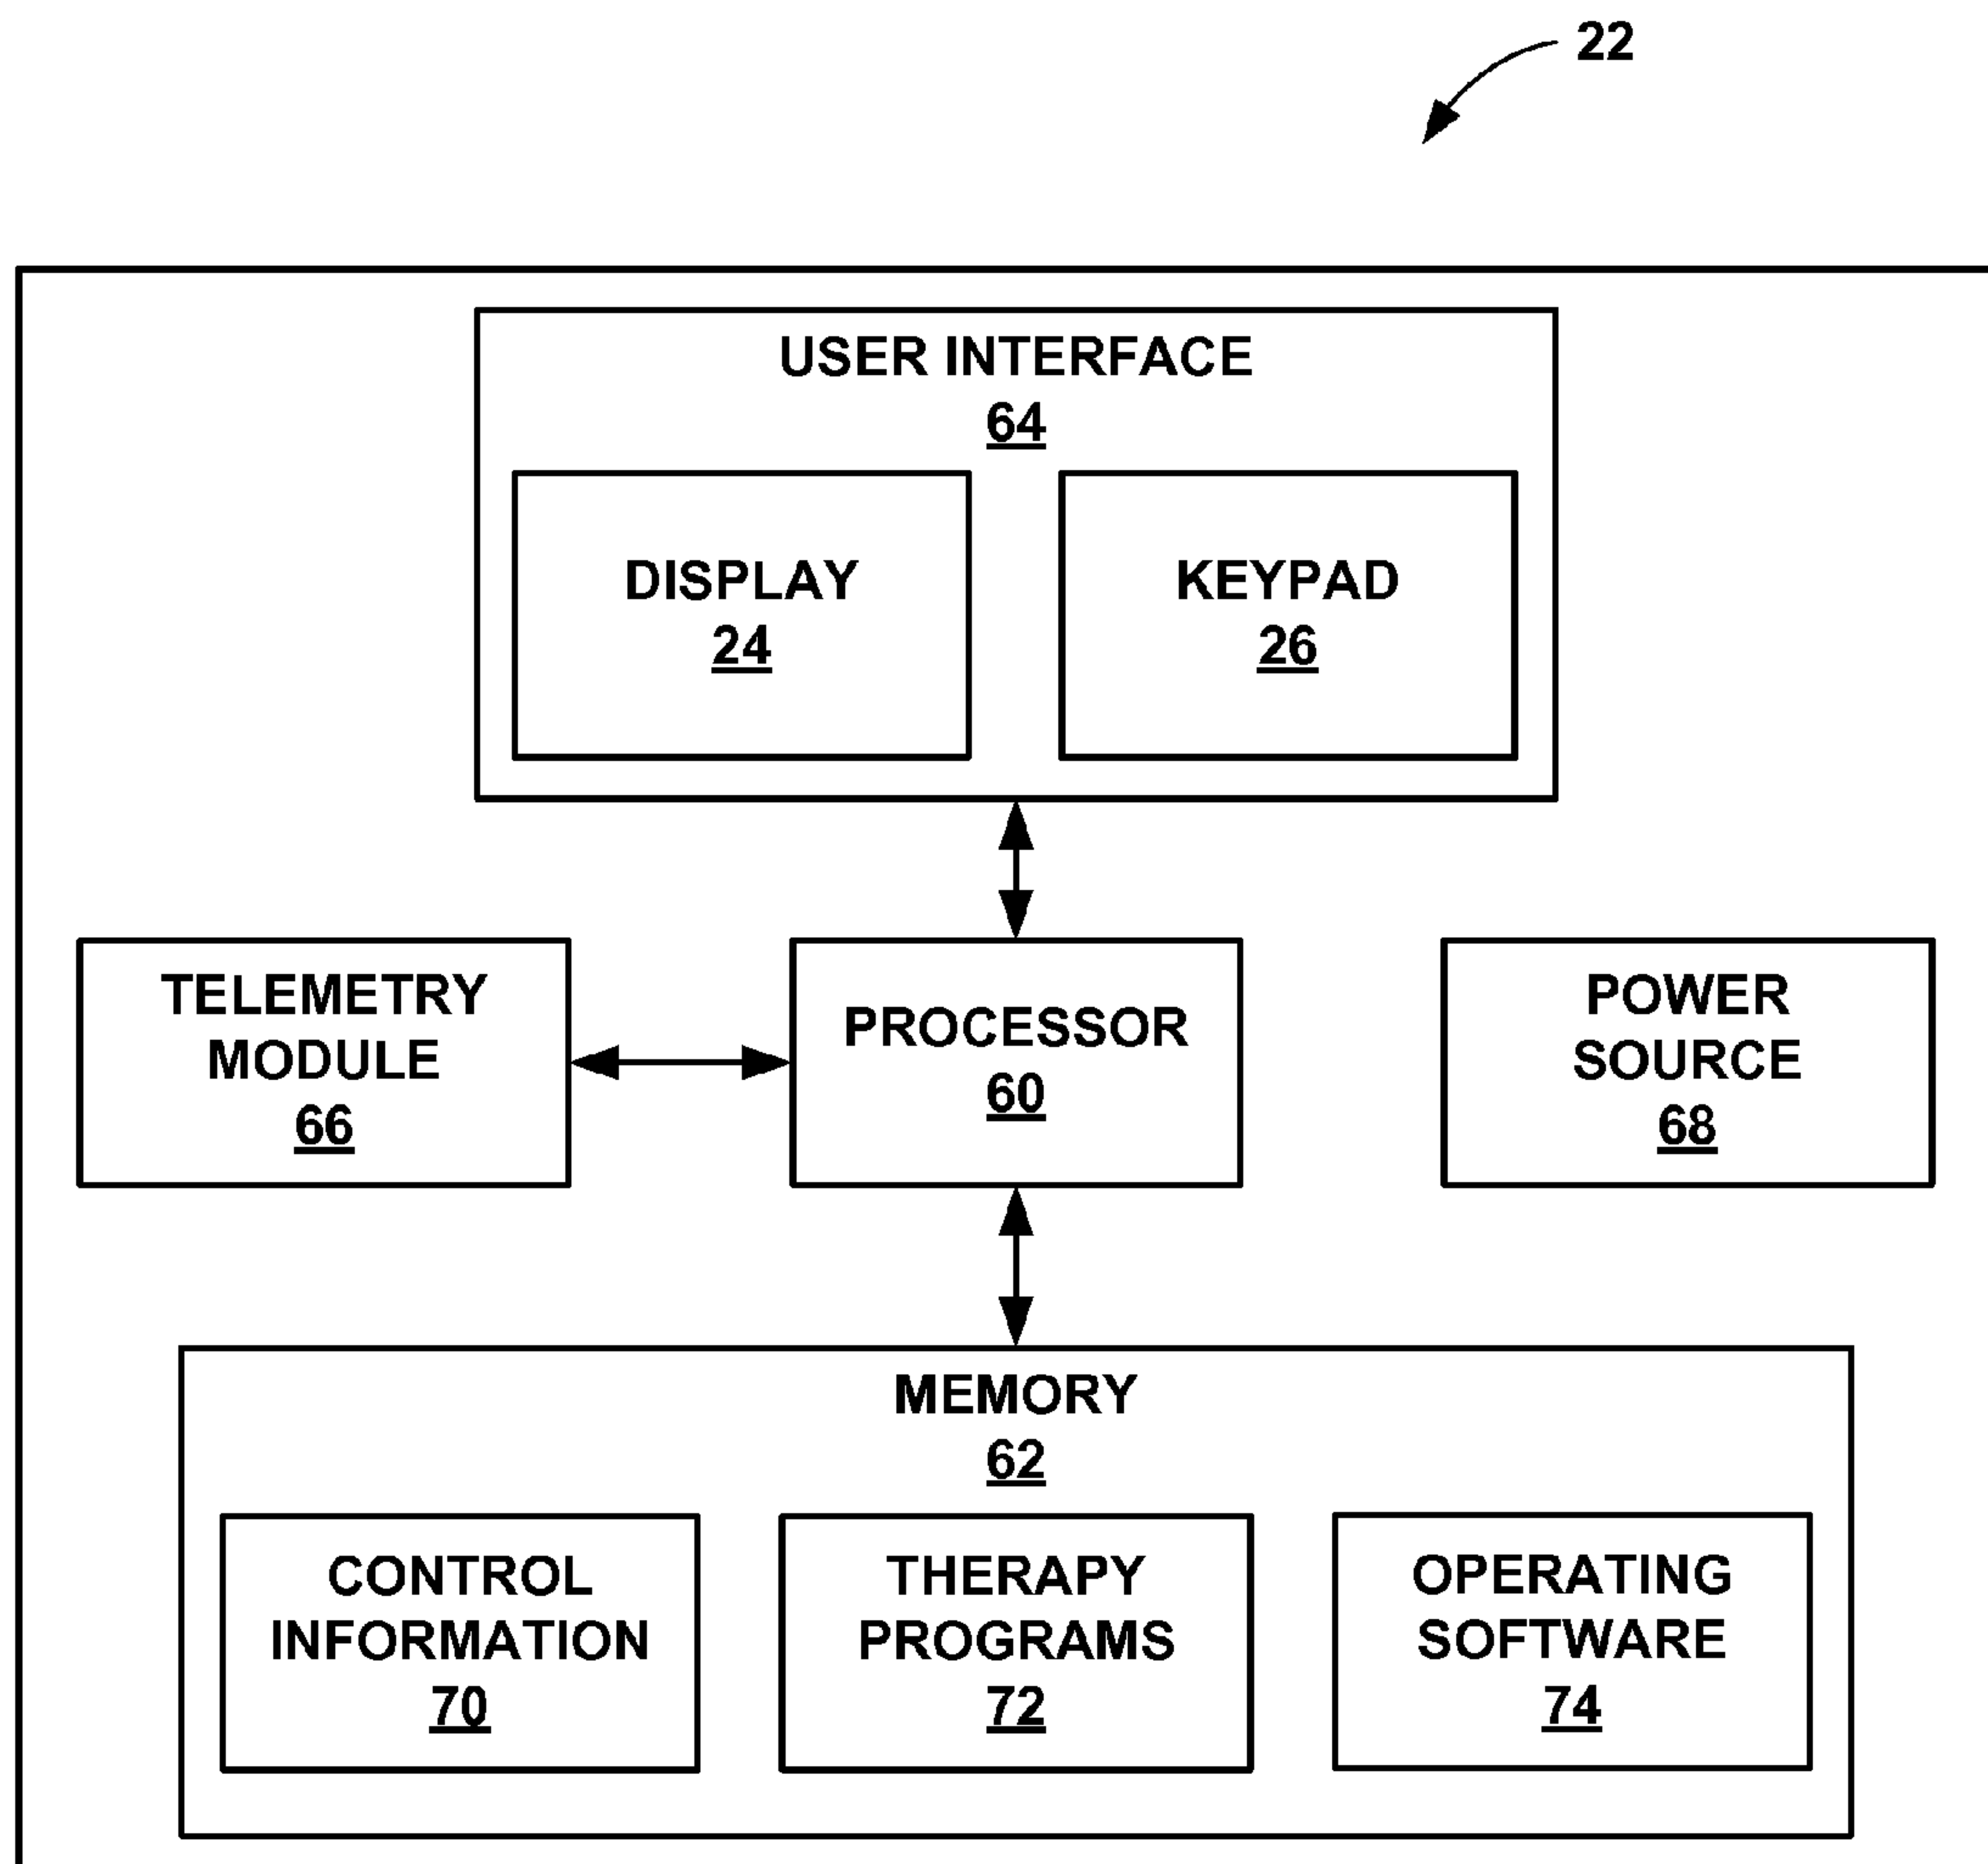 22
USER INTERFACE
64
DISPLAY
24
KEYPAD
26
TELEMETRY
MODULE
66
PROCESSOR
60
POWER
SOURCE
68
MEMORY
62
CONTROL
INFORMATION
70
THERAPY
PROGRAMS
72
OPERATING
SOFTWARE
74